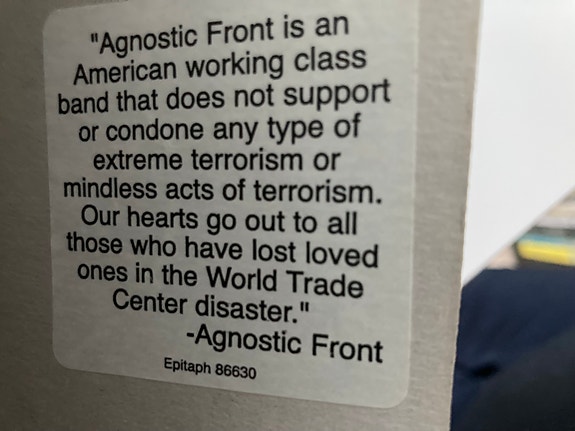 "Agnostic Front is an
American working class
band that does not support
or condone any type of
extreme terrorism or
mindless acts of terrorism.
Our hearts go out to all
those who have lost loved
ones in the World Trade
Center disaster."
-Agnostic Front
Epitaph 86630